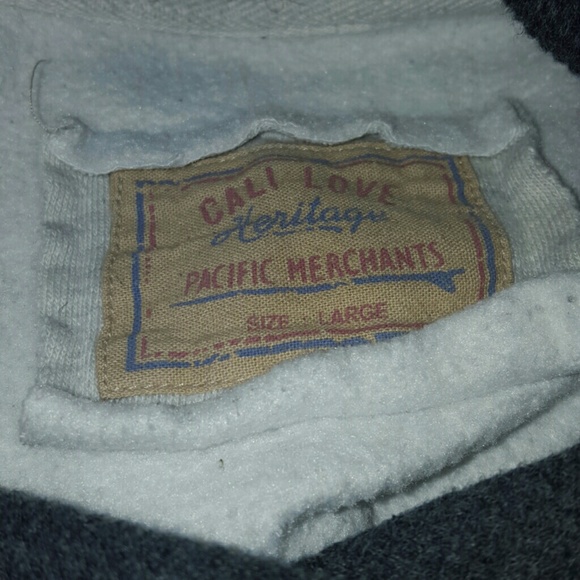 CALI LOVE
Heritage
PACIFIC MERCHANTS
SIZE - LARGE